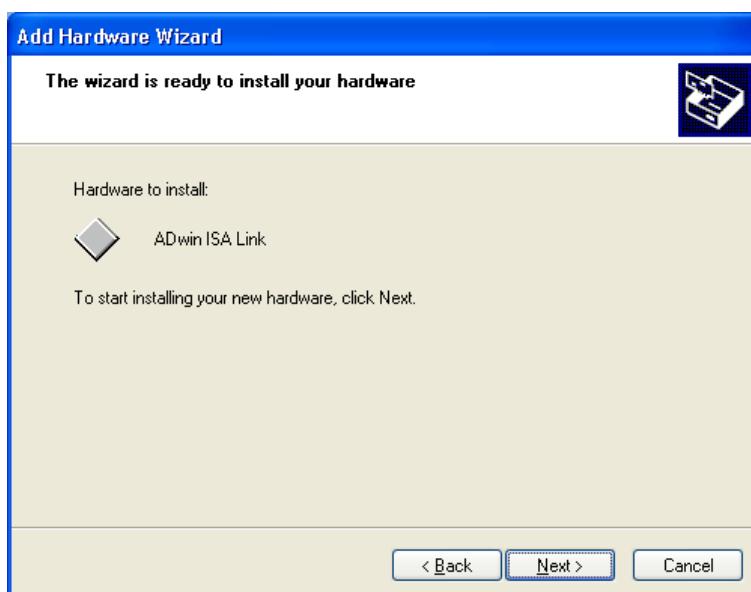 Add Hardware Wizard
The wizard is ready to install your hardware
Hardware to install:
ADwin ISA Link
To start installing your new hardware, click Next.
< Back
Next >
Cancel